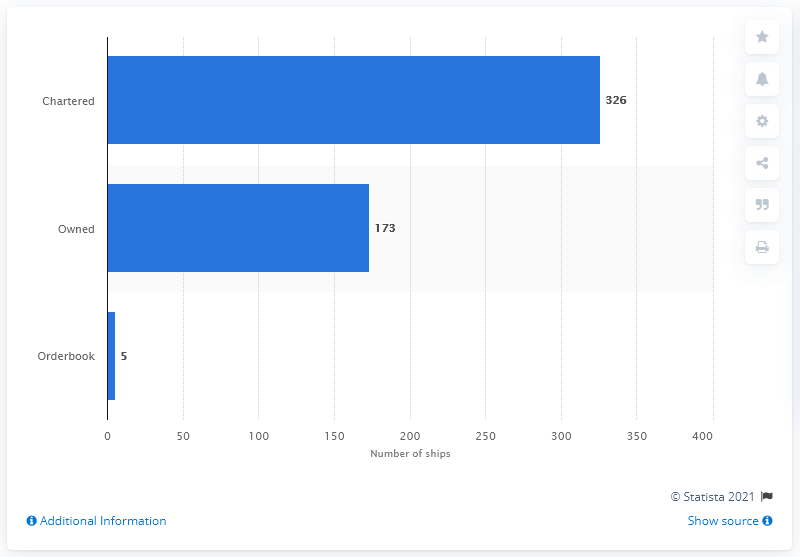 Chartered
326
Owned
173
Orderbook
5
0 50 100 150 200 250 300 350 400
Number of ships
© Statista 2021
Additional Information
Show source